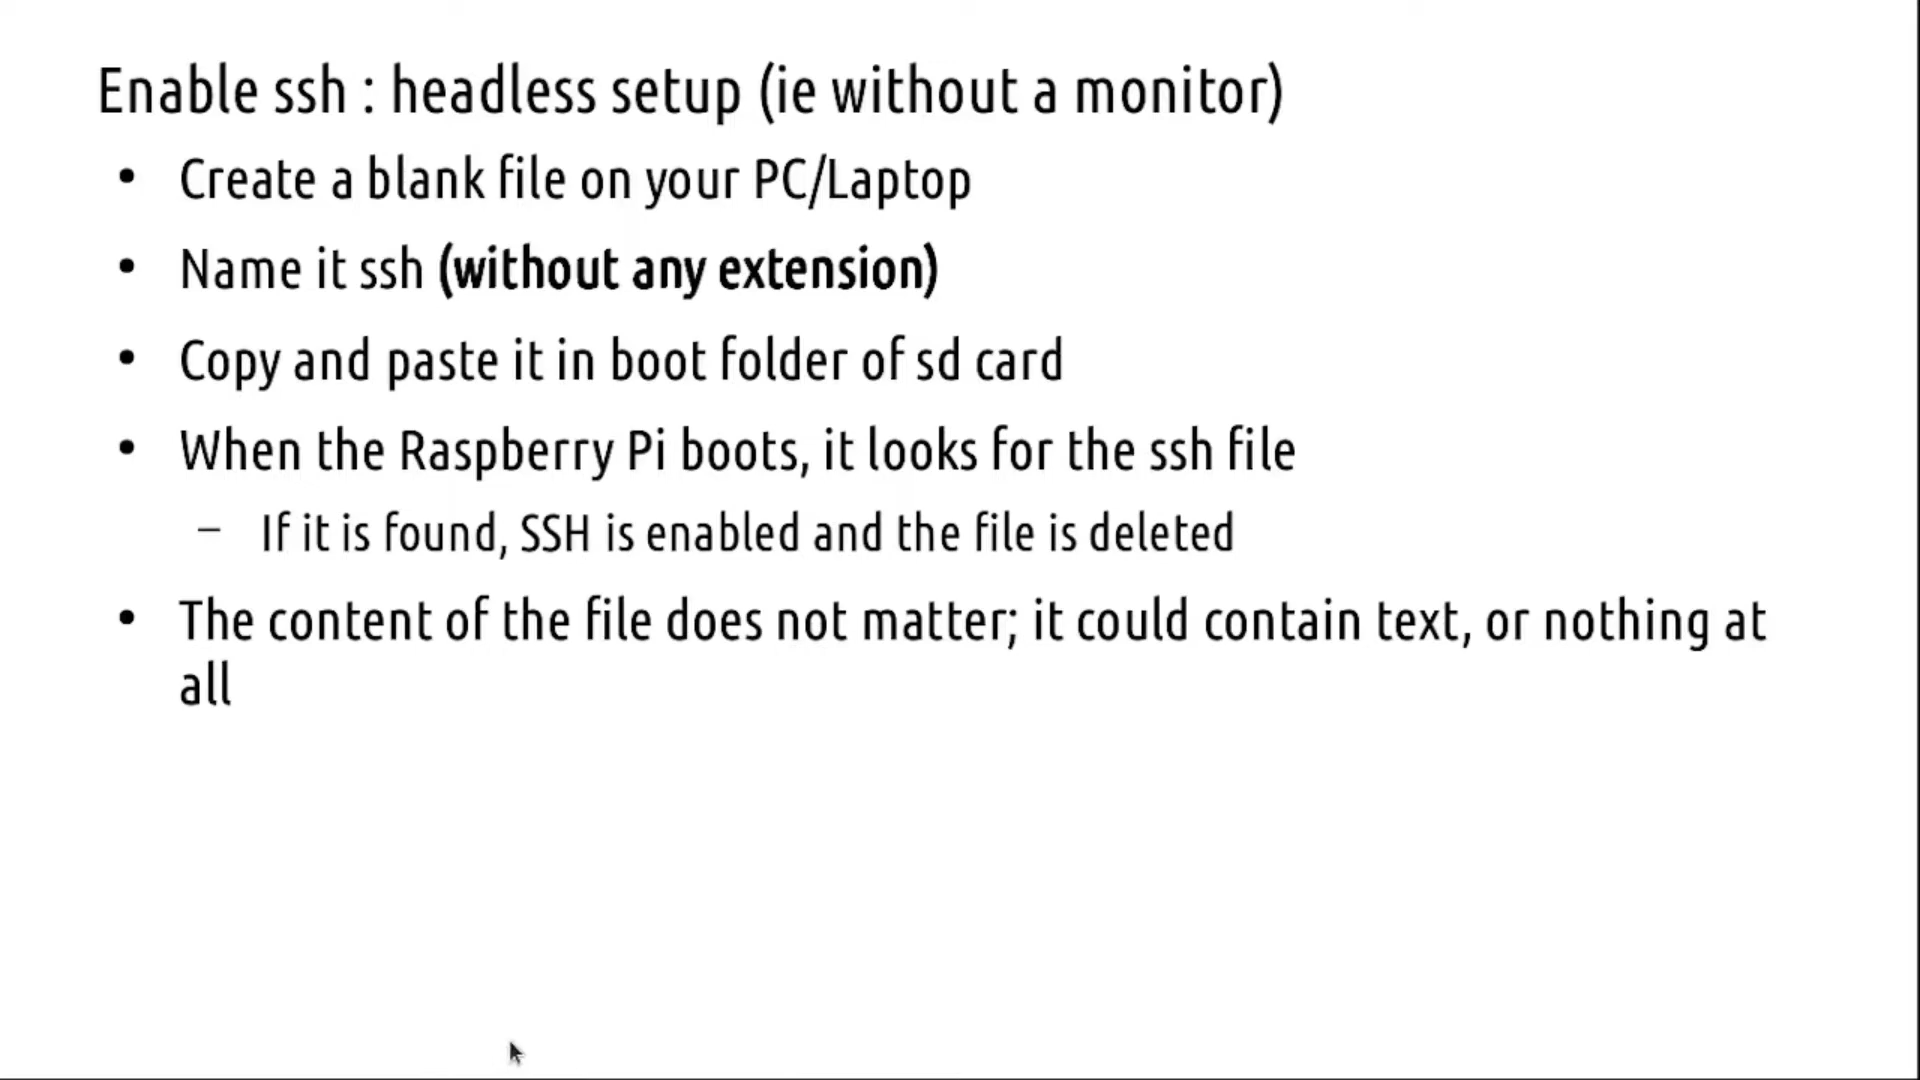 Enable ssh : headless setup (ie without a monitor)
• Create a blank file on your PC/Laptop
• Name it ssh (without any extension)
• Copy and paste it in boot folder of sd card
• When the Raspberry Pi boots, it looks for the ssh file
– If it is found, SSH is enabled and the file is deleted
• The content of the file does not matter; it could contain text, or nothing at
all